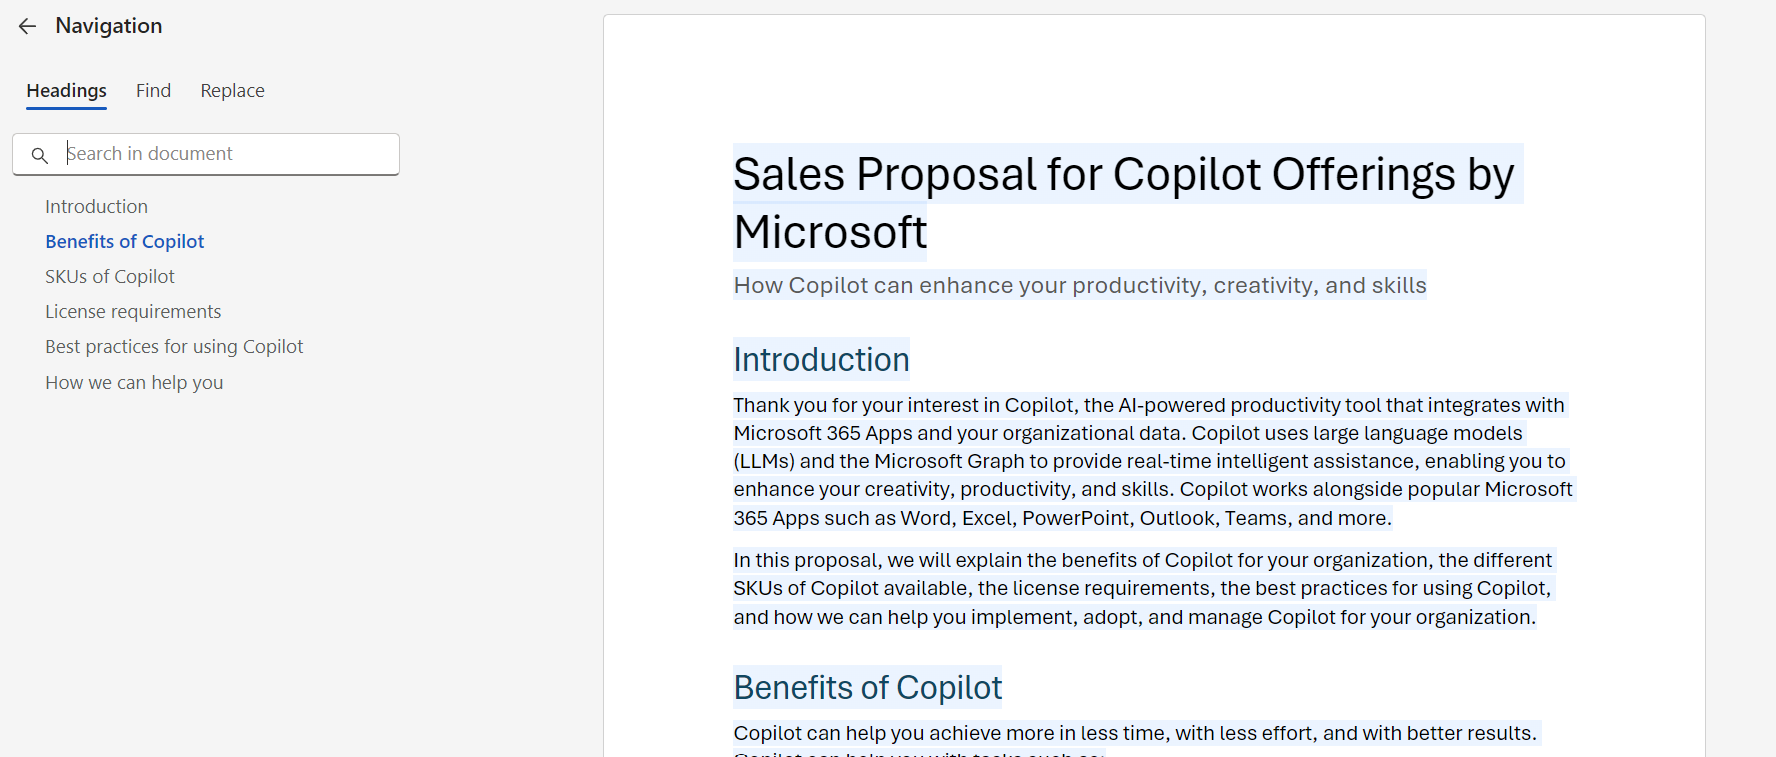 Navigation
Headings Find Replace
Search in document
Introduction
Benefits of Copilot
SKUs of Copilot
License requirements
Best practices for using Copilot
How we can help you
Sales Proposal for Copilot Offerings by
Microsoft
How Copilot can enhance your productivity, creativity, and skills
Introduction
Thank you for your interest in Copilot, the AI-powered productivity tool that integrates with
Microsoft 365 Apps and your organizational data. Copilot uses large language models
(LLMs) and the Microsoft Graph to provide real-time intelligent assistance, enabling you to
enhance your creativity, productivity, and skills. Copilot works alongside popular Microsoft
365 Apps such as Word, Excel, PowerPoint, Outlook, Teams, and more.
In this proposal, we will explain the benefits of Copilot for your organization, the different
SKUs of Copilot available, the license requirements, the best practices for using Copilot,
and how we can help you implement, adopt, and manage Copilot for your organization.
Benefits of Copilot
Copilot can help you achieve more in less time, with less effort, and with better results.
Copilot can help you with tasks such as: